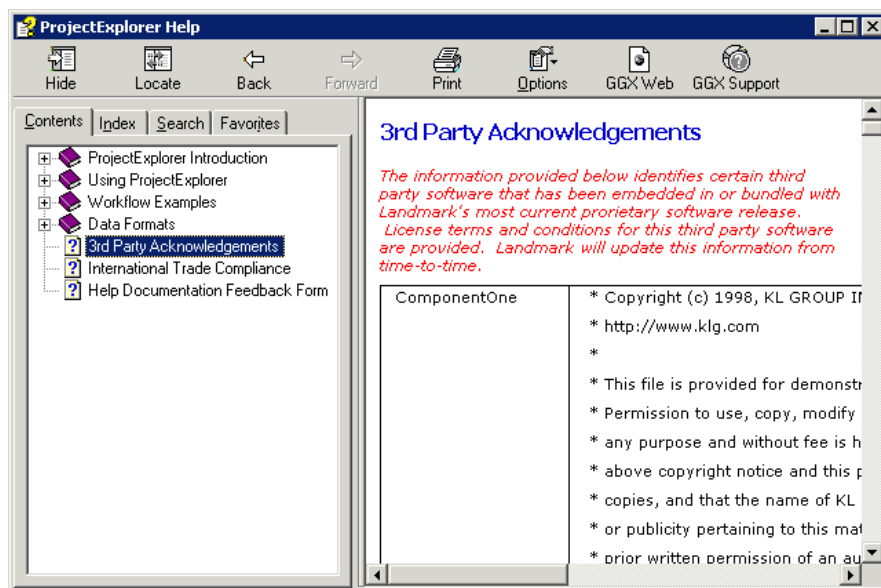 ProjectExplorer Help
Hide Locate Back Forward Print Options GGX Web GGX Support
Contents Index Search Favorites
ProjectExplorer Introduction
Using ProjectExplorer
Workflow Examples
Data Formats
3rd Party Acknowledgements
International Trade Compliance
Help Documentation Feedback Form
3rd Party Acknowledgements
The information provided below identifies certain third
party software that has been embedded in or bundled with
Landmark's most current prorietary software release.
License terms and conditions for this third party software
are provided. Landmark will update this information from
time-to-time.
ComponentOne
* Copyright (c) 1998, KL GROUP
* http://www.klg.com
*
* This file is provided for
* Permission to use, copy, modify
* any purpose and without fee is
* above copyright notice and this
* copies, and that the name of KL
* or publicity pertaining to this
* prior written permission of an